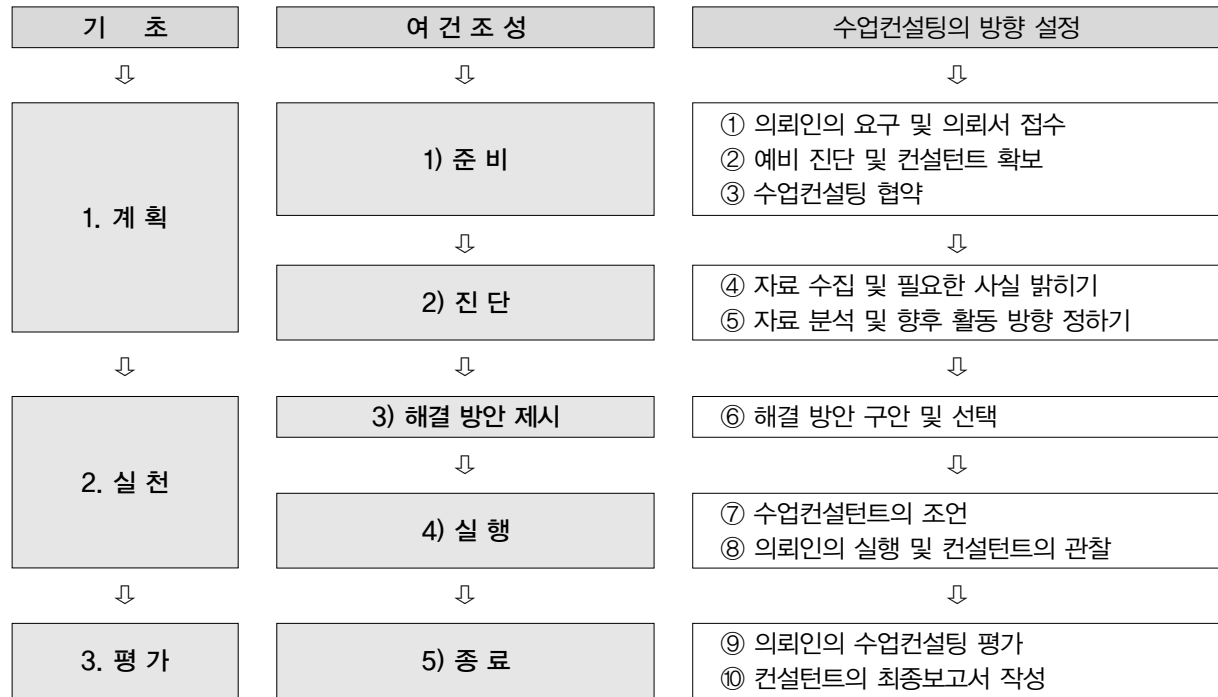 기 초
여 건 조 성
수업컨설팅의 방향 설정
⇩ ⇩ ⇩
1. 계 획
1) 준 비
① 의뢰인의 요구 및 의뢰서 접수
② 예비 진단 및 컨설턴트 확보
③ 수업컨설팅 협약
⇩ ⇩
2) 진 단
④ 자료 수집 및 필요한 사실 밝히기
⑤ 자료 분석 및 향후 활동 방향 정하기
⇩ ⇩ ⇩
2. 실 천
3) 해결 방안 제시
⑥ 해결 방안 구안 및 선택
⇩ ⇩
4) 실 행
⑦ 수업컨설턴트의 조언
⑧ 의뢰인의 실행 및 컨설턴트의 관찰
⇩ ⇩ ⇩
3. 평 가
5) 종 료
⑨ 의뢰인의 수업컨설팅 평가
⑩ 컨설턴트의 최종보고서 작성